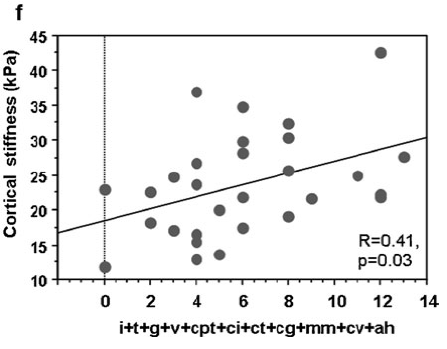 f
Cortical stiffness (kPa)
45
40
35
30
25
20
15
10
R=0.41,
p=0.03
0 2 4 6 8 10 12 14
i+t+g+v+cpt+ci+ct+cg+mm+cv+ah